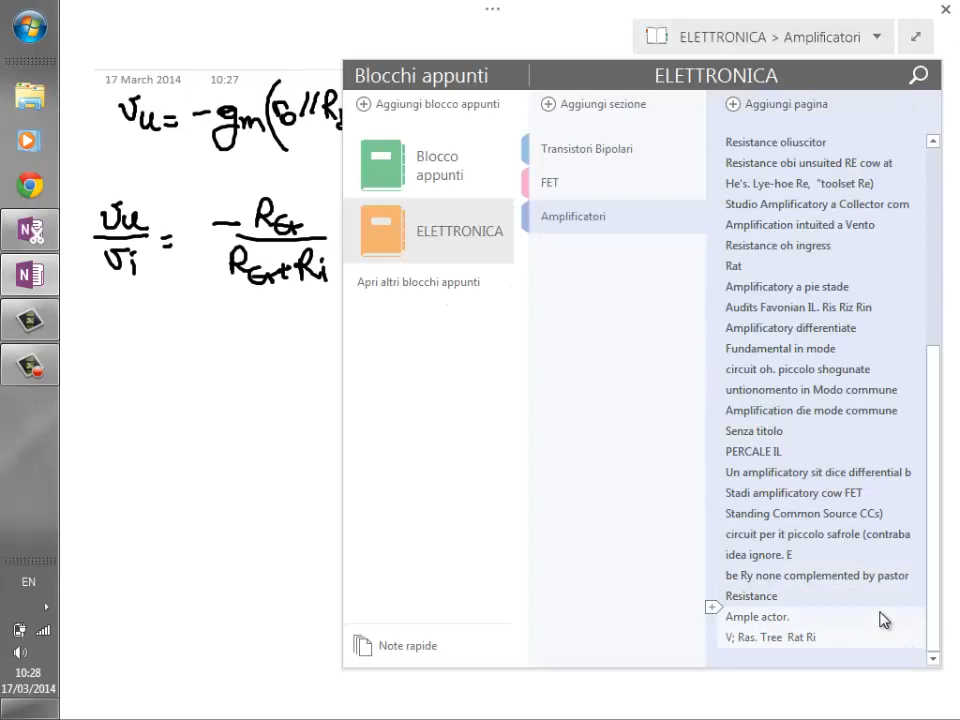 ELETTRONICA > Amplificatori
17 March 2014 10:27
Blocchi appunti
ELETTRONICA
Aggiungi blocco appunti
Aggiungi sezione
Aggiungi pagina
Blocco appunti
ELETTRONICA
Apri altri blocchi appunti
Note rapide
Transistori Bipolari
FET
Amplificatori
Resistance oliuscitor
Resistance obi unsuited RE cow at
He's. Lye-hoe Re, "toolset Re)
Studio Amplificatory a Collector com
Amplification intuited a Vento
Resistance oh ingress
Rat
Amplificatory a pie stade
Audits Favonian IL. Ris Riz Rin
Amplificatory differentiate
Fundamental in mode
circuit oh. piccolo shogunate
untionomento in Modo commune
Amplification die mode commune
Senza titolo
PERCALE IL
Un amplificatory sit dice differential b
Stadi amplificatory cow FET
Standing Common Source CCs)
circuit per it piccolo safrole (contraba
idea ignore. E
be Ry none complemented by pastor
Resistance
Ample actor.
V; Ras. Tree Rat Ri
vu = -gm(ro // R
vu/vi = -RG/(RG+Ri
EN
10:28
17/03/2014